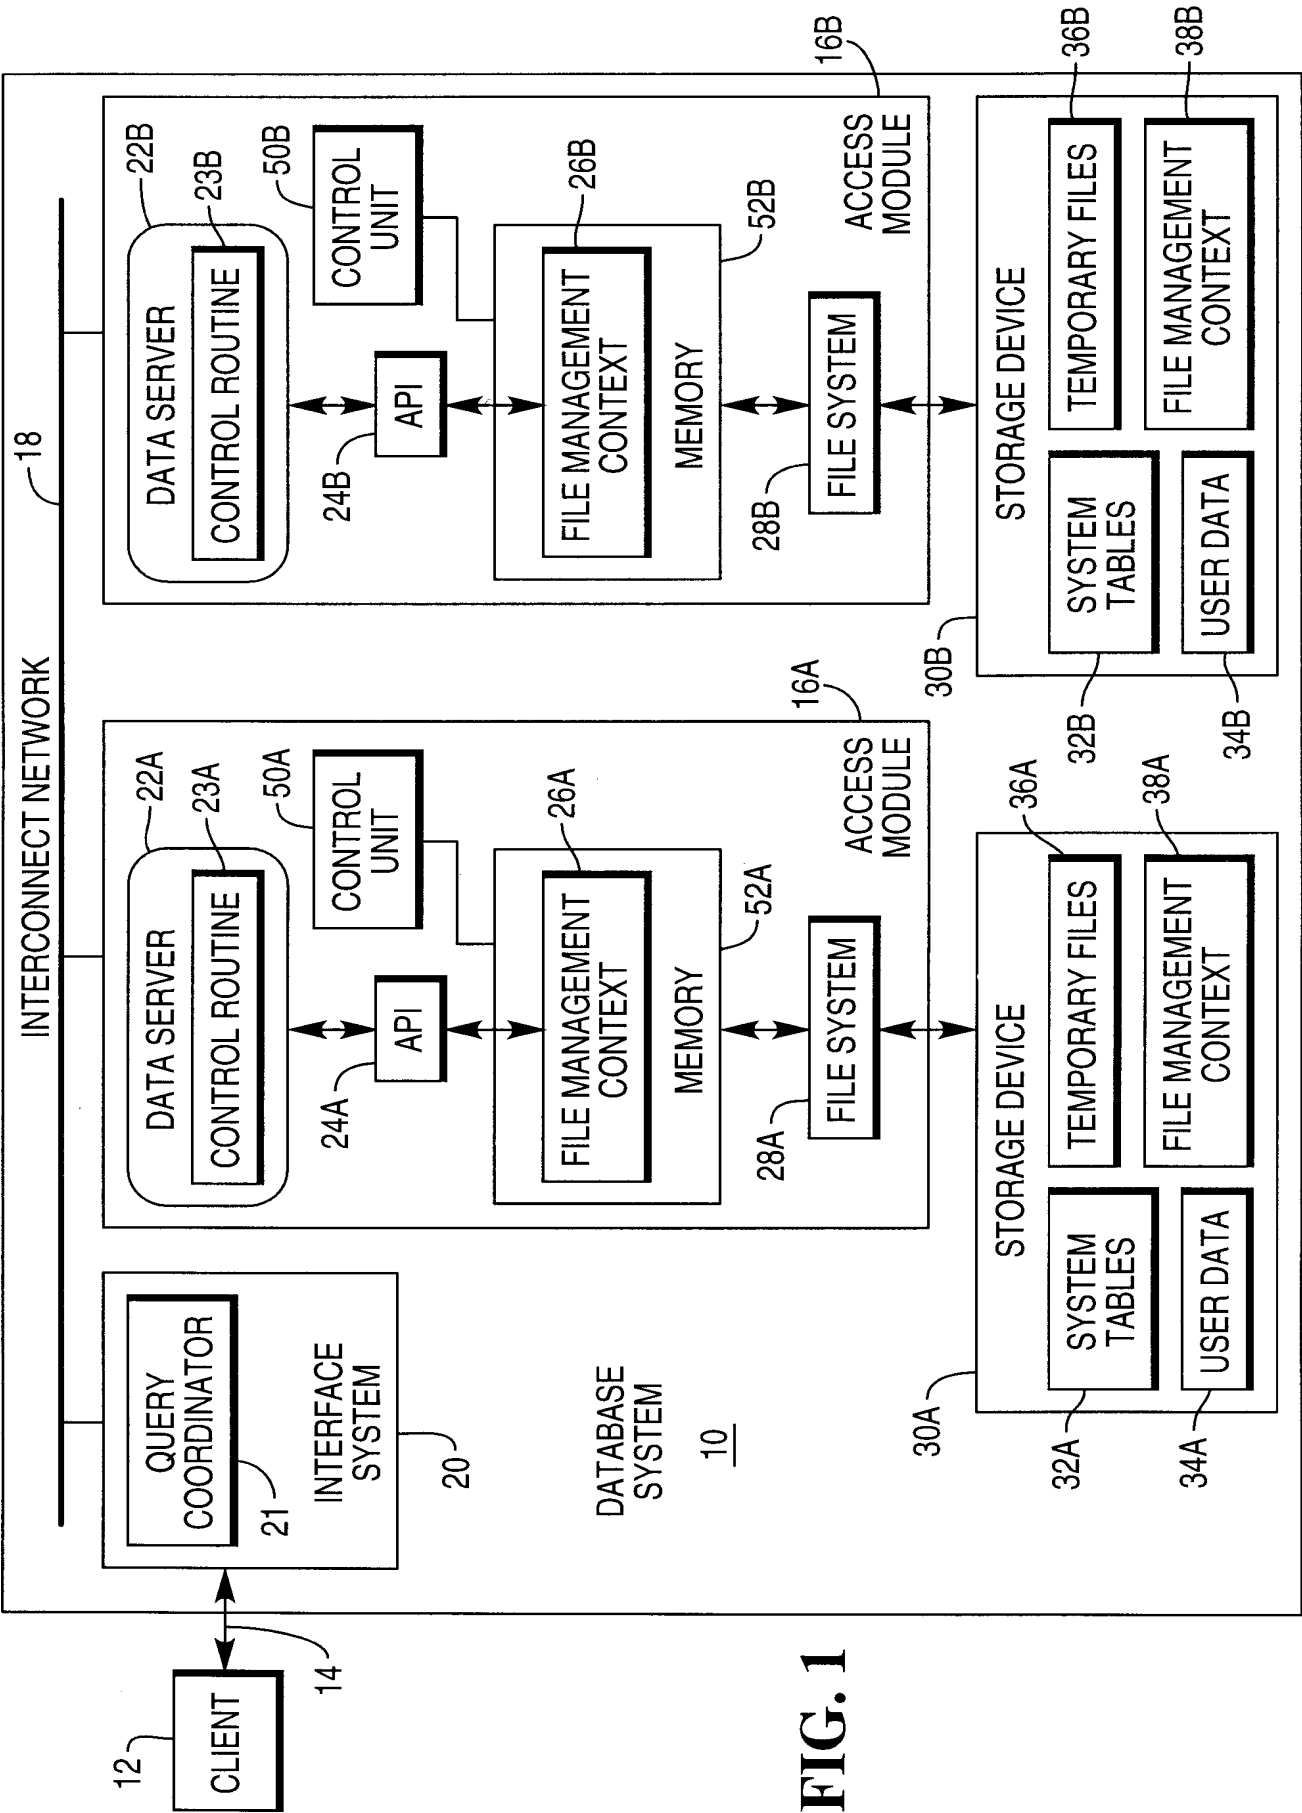 INTERCONNECT NETWORK
18
12
CLIENT
14
QUERY
COORDINATOR
21
INTERFACE
SYSTEM
20
DATABASE
SYSTEM
10
22A
DATA SERVER
23A
CONTROL ROUTINE
24A
API
50A
CONTROL
UNIT
26A
FILE MANAGEMENT
CONTEXT
MEMORY
52A
28A
FILE SYSTEM
ACCESS
MODULE
16A
22B
DATA SERVER
23B
CONTROL ROUTINE
24B
API
50B
CONTROL
UNIT
26B
FILE MANAGEMENT
CONTEXT
MEMORY
52B
28B
FILE SYSTEM
ACCESS
MODULE
16B
30A
STORAGE DEVICE
32A
SYSTEM
TABLES
36A
TEMPORARY FILES
34A
USER DATA
38A
FILE MANAGEMENT
CONTEXT
30B
STORAGE DEVICE
32B
SYSTEM
TABLES
36B
TEMPORARY FILES
34B
USER DATA
38B
FILE MANAGEMENT
CONTEXT
FIG. 1